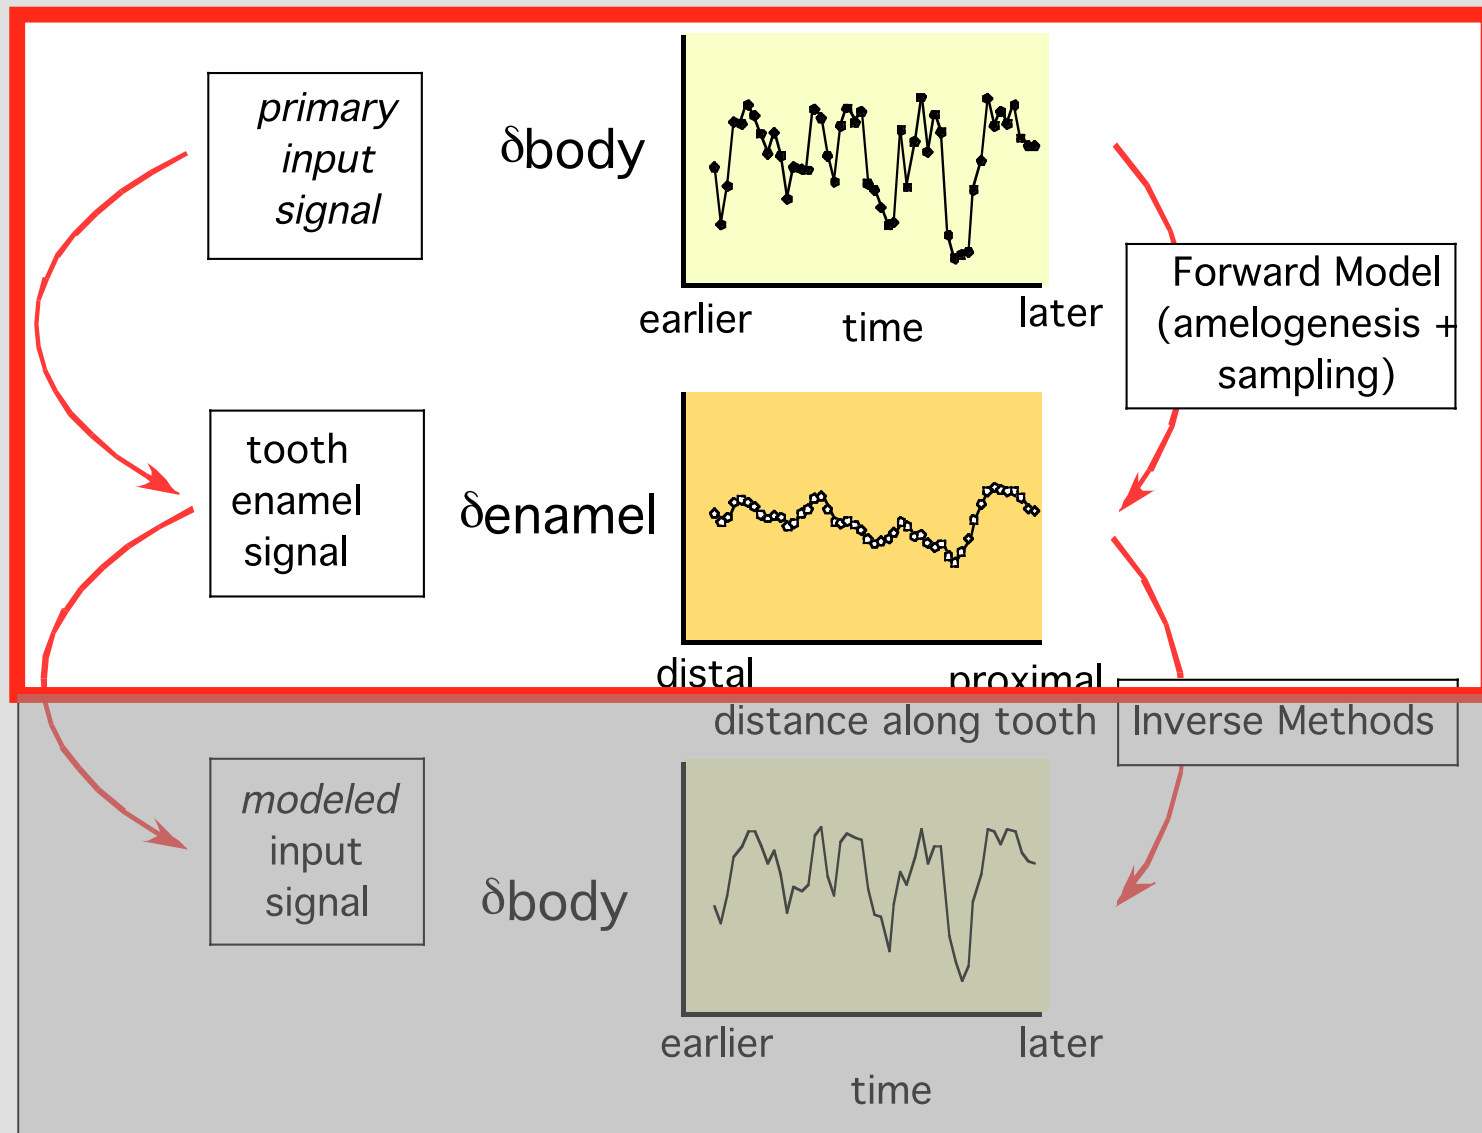 primary
input
signal
δbody
earlier
time
later
Forward Model
(amelogenesis +
sampling)
tooth
enamel
signal
δenamel
distal
proximal
distance along tooth
Inverse Methods
modeled
input
signal
δbody
earlier
later
time